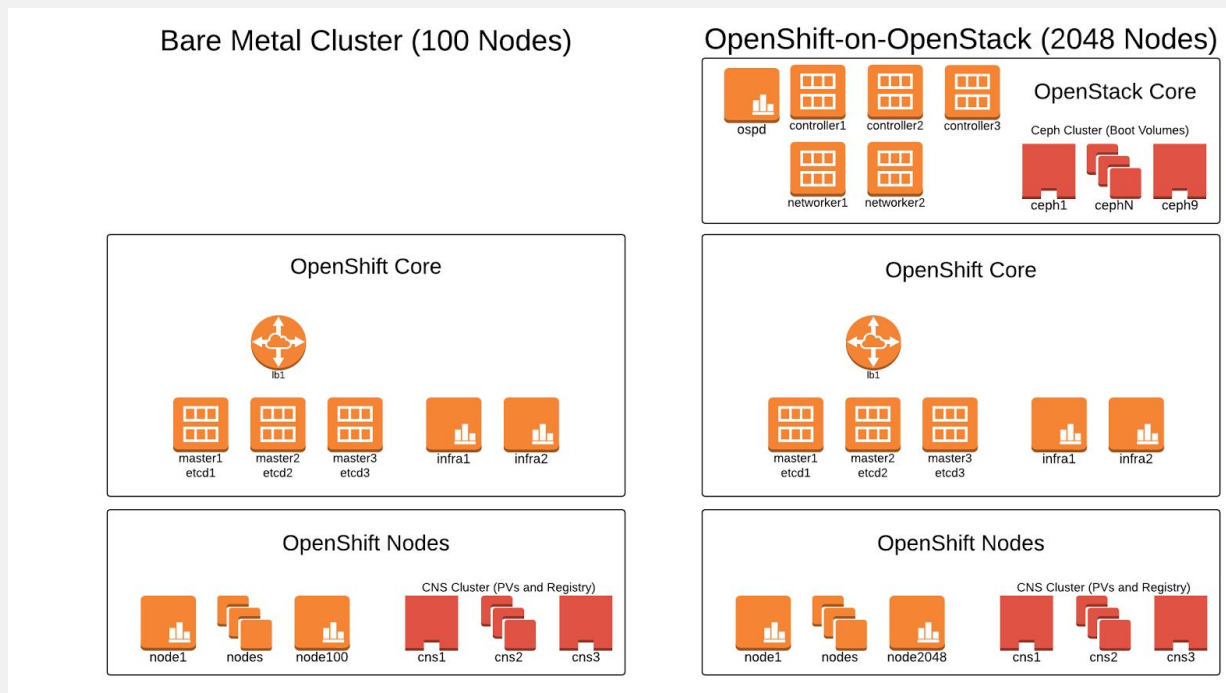 Bare Metal Cluster (100 Nodes)
OpenShift Core
lb1
master1 master2 master3 infra1 infra2
etcd1 etcd2 etcd3
OpenShift Nodes
CNS Cluster (PVs and Registry)
node1 nodes node100 cns1 cns2 cns3
OpenShift-on-OpenStack (2048 Nodes)
OpenStack Core
ospd controller1 controller2 controller3
Ceph Cluster (Boot Volumes)
networker1 networker2 ceph1 cephN ceph9
OpenShift Core
lb1
master1 master2 master3 infra1 infra2
etcd1 etcd2 etcd3
OpenShift Nodes
CNS Cluster (PVs and Registry)
node1 nodes node2048 cns1 cns2 cns3